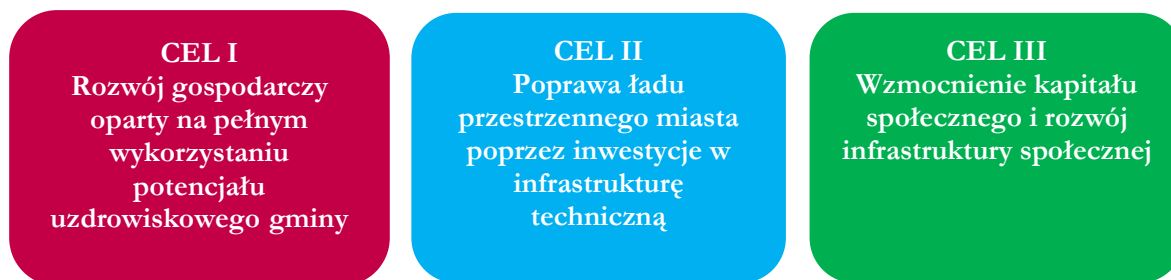 CEL I
Rozwój gospodarczy
oparty na pełnym
wykorzystaniu
potencjału
uzdrowiskowego gminy
CEL II
Poprawa ładu
przestrzennego miasta
poprzez inwestycje w
infrastrukturę
techniczną
CEL III
Wzmocnienie kapitału
społecznego i rozwój
infrastruktury społecznej